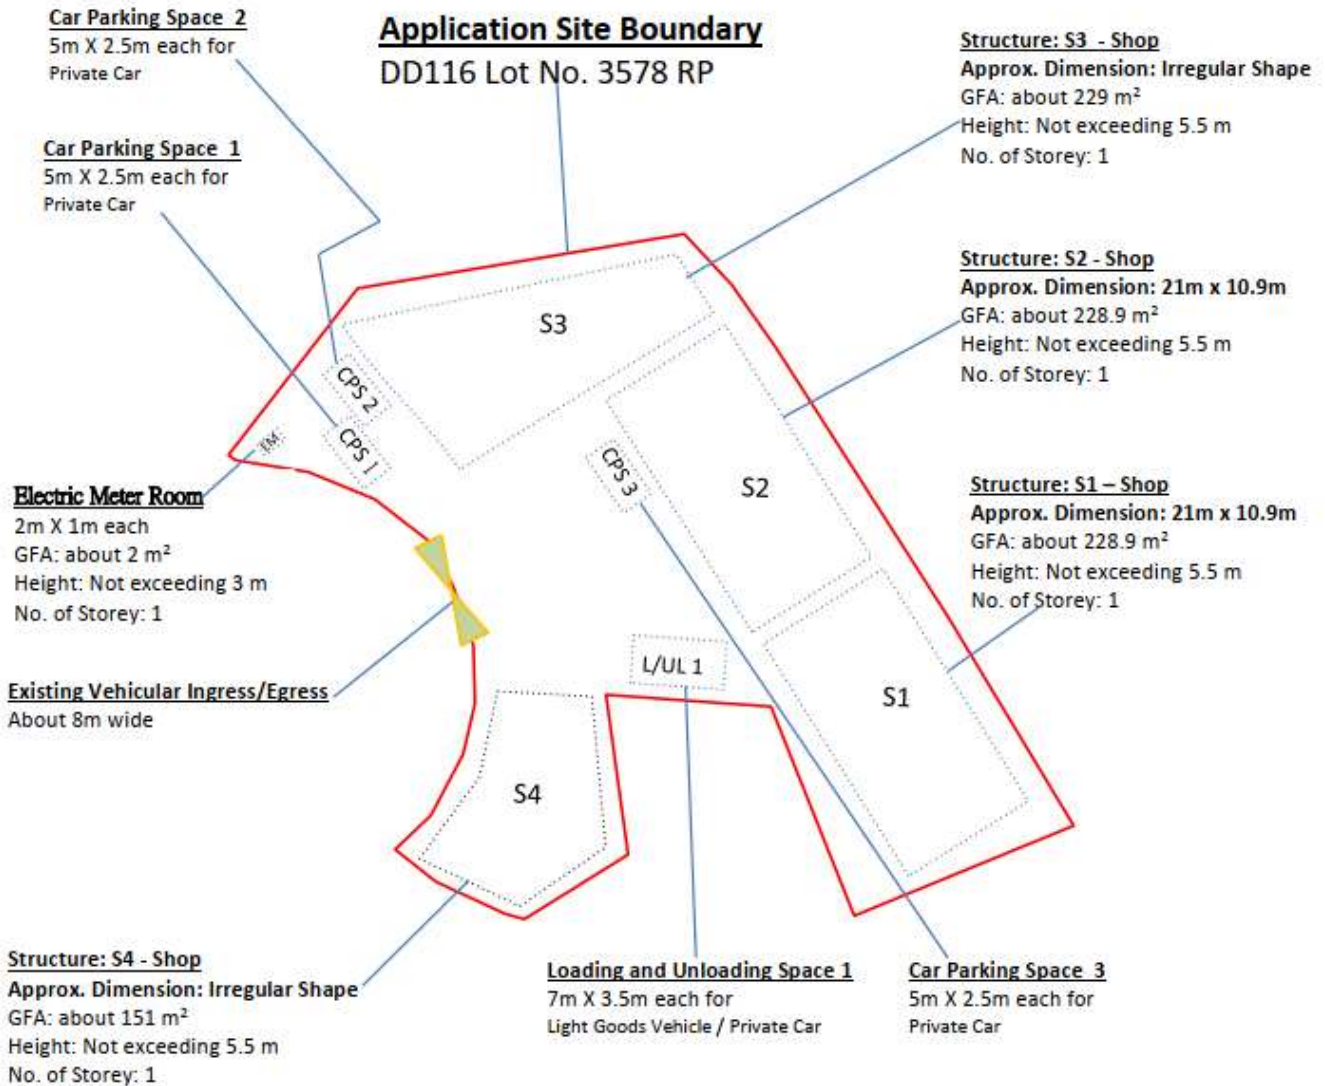 Car Parking Space 2
5m X 2.5m each for
Private Car
Application Site Boundary
DD116 Lot No. 3578 RP
Structure: S3 - Shop
Approx. Dimension: Irregular Shape
GFA: about 229 m²
Height: Not exceeding 5.5 m
No. of Storey: 1
Car Parking Space 1
5m X 2.5m each for
Private Car
Structure: S2 - Shop
Approx. Dimension: 21m x 10.9m
GFA: about 228.9 m²
Height: Not exceeding 5.5 m
No. of Storey: 1
S3
CPS 2
CPS 1
EM
CPS 3
S2
Electric Meter Room
2m X 1m each
GFA: about 2 m²
Height: Not exceeding 3 m
No. of Storey: 1
Structure: S1 – Shop
Approx. Dimension: 21m x 10.9m
GFA: about 228.9 m²
Height: Not exceeding 5.5 m
No. of Storey: 1
L/UL 1
S1
Existing Vehicular Ingress/Egress
About 8m wide
S4
Structure: S4 - Shop
Approx. Dimension: Irregular Shape
GFA: about 151 m²
Height: Not exceeding 5.5 m
No. of Storey: 1
Loading and Unloading Space 1
7m X 3.5m each for
Light Goods Vehicle / Private Car
Car Parking Space 3
5m X 2.5m each for
Private Car